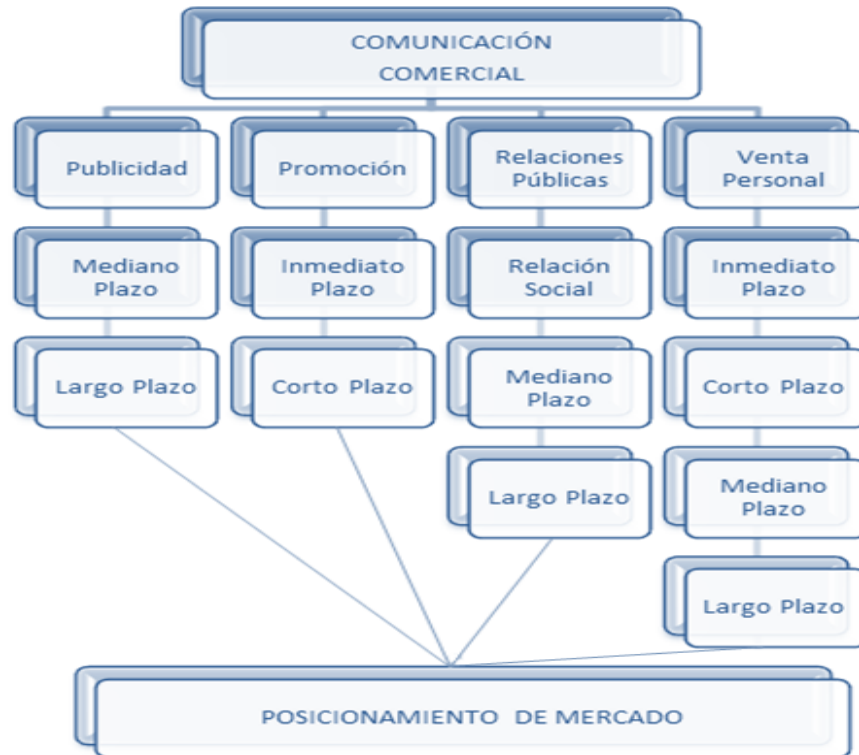 COMUNICACIÓN
COMERCIAL
Publicidad
Promoción
Relaciones
Públicas
Venta
Personal
Mediano
Plazo
Inmediato
Plazo
Relación
Social
Inmediato
Plazo
Largo Plazo
Corto Plazo
Mediano
Plazo
Corto Plazo
Largo Plazo
Mediano
Plazo
Largo Plazo
POSICIONAMIENTO DE MERCADO